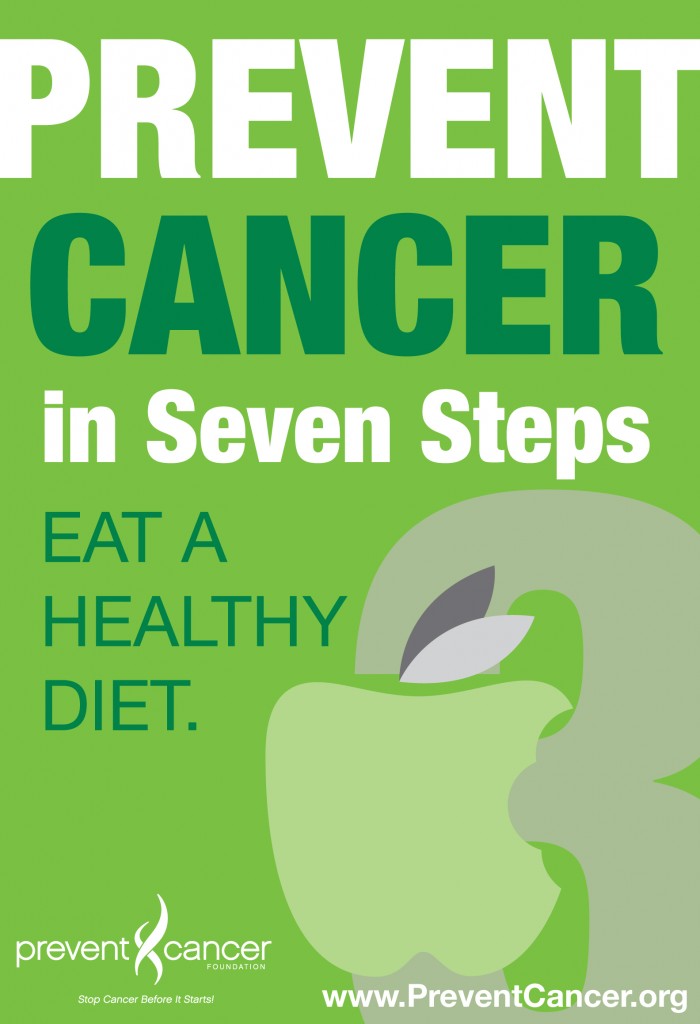 PREVENT
CANCER
in Seven Steps
EAT A
HEALTHY
DIET.
3
prevent cancer
FOUNDATION
Stop Cancer Before It Starts!
www.PreventCancer.org